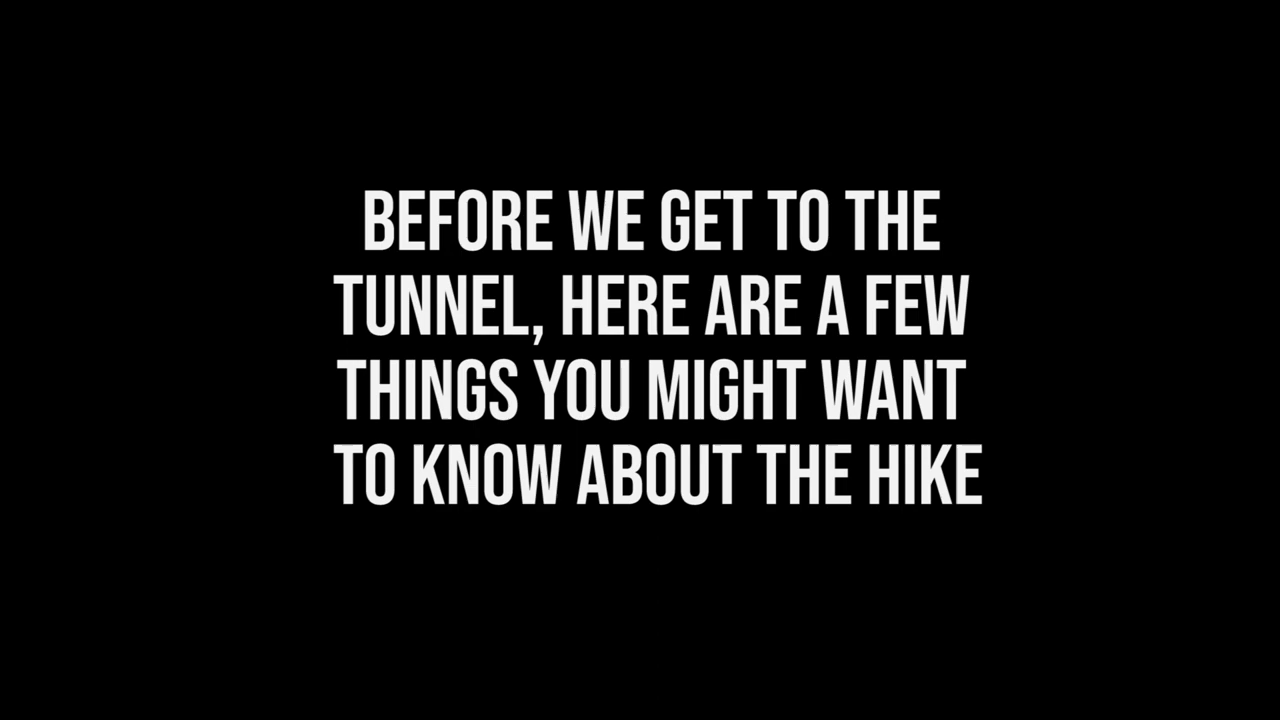 BEFORE WE GET TO THE
TUNNEL, HERE ARE A FEW
THINGS YOU MIGHT WANT
TO KNOW ABOUT THE HIKE